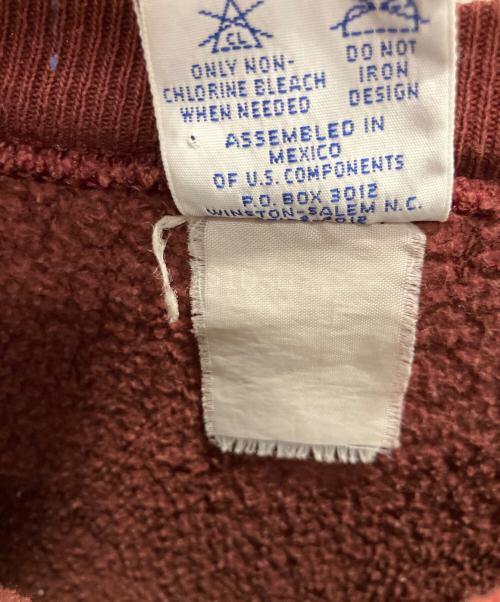 CL
ONLY NON-
CHLORINE BLEACH
WHEN NEEDED
DO NOT
IRON
DESIGN
ASSEMBLED IN
MEXICO
OF U.S. COMPONENTS
P.O. BOX 3012
WINSTON-SALEM N.C.